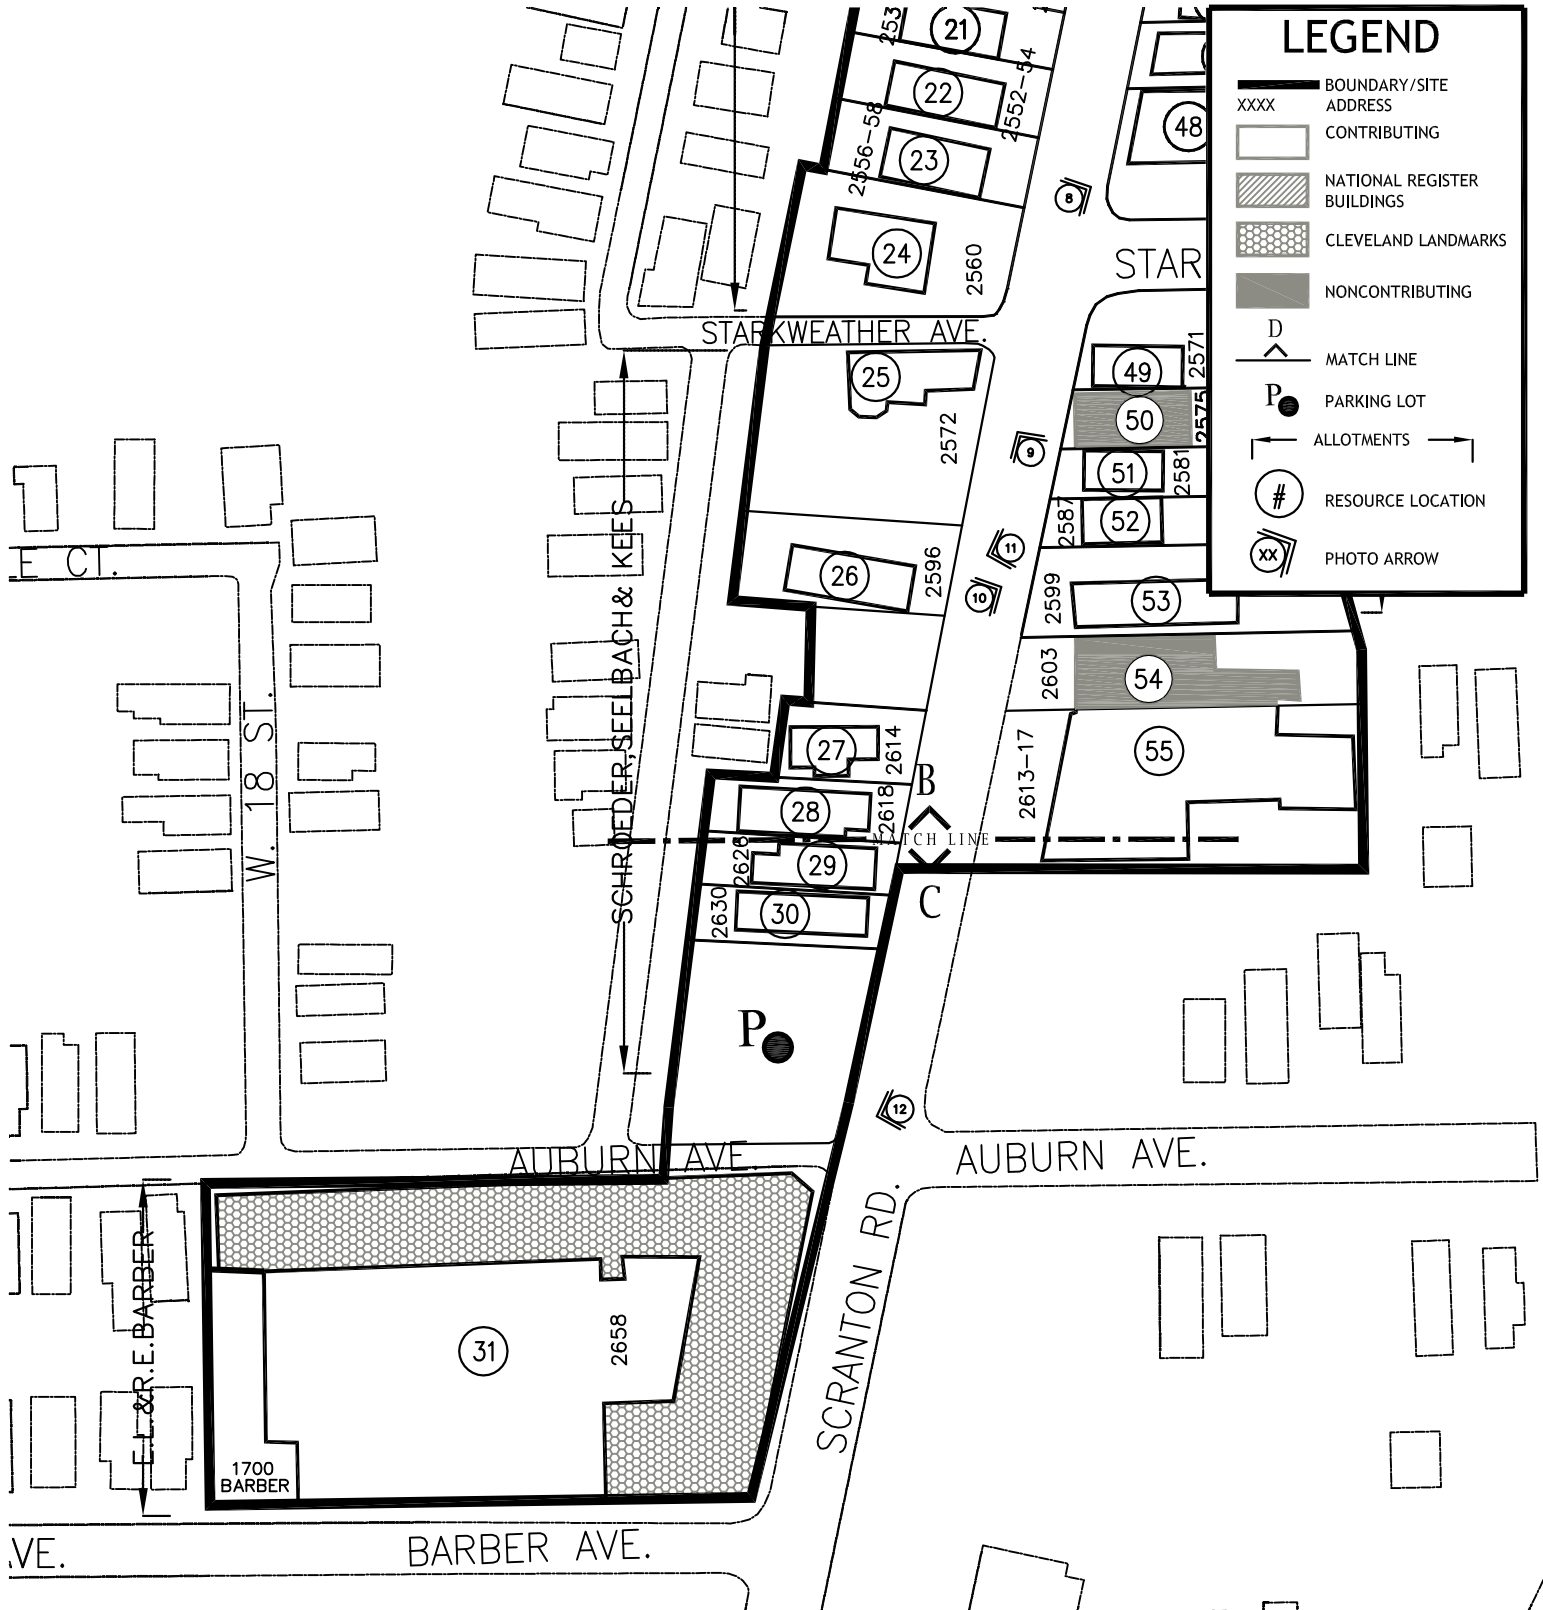 LEGEND
BOUNDARY/SITE
XXXX ADDRESS
CONTRIBUTING
NATIONAL REGISTER
BUILDINGS
CLEVELAND LANDMARKS
NONCONTRIBUTING
D
MATCH LINE
P PARKING LOT
ALLOTMENTS
# RESOURCE LOCATION
XX PHOTO ARROW
253
21
2552-54
22
2556-58
23
48
8
24
2560
STAR
STARKWEATHER AVE.
25
2572
49
2571
50
2575
9
51
2581
52
2587
11
26
2596
10
53
2599
54
2603
55
2613-17
27
2614
B
28
2618
MATCH LINE
29
2626
C
30
2630
SCHROEDER,SEELBACH& KEES
E CT.
W. 18 ST.
P
12
AUBURN AVE.
AUBURN AVE.
E.L.&R.E.BARBER
31
2658
1700
BARBER
SCRANTON RD.
VE.
BARBER AVE.